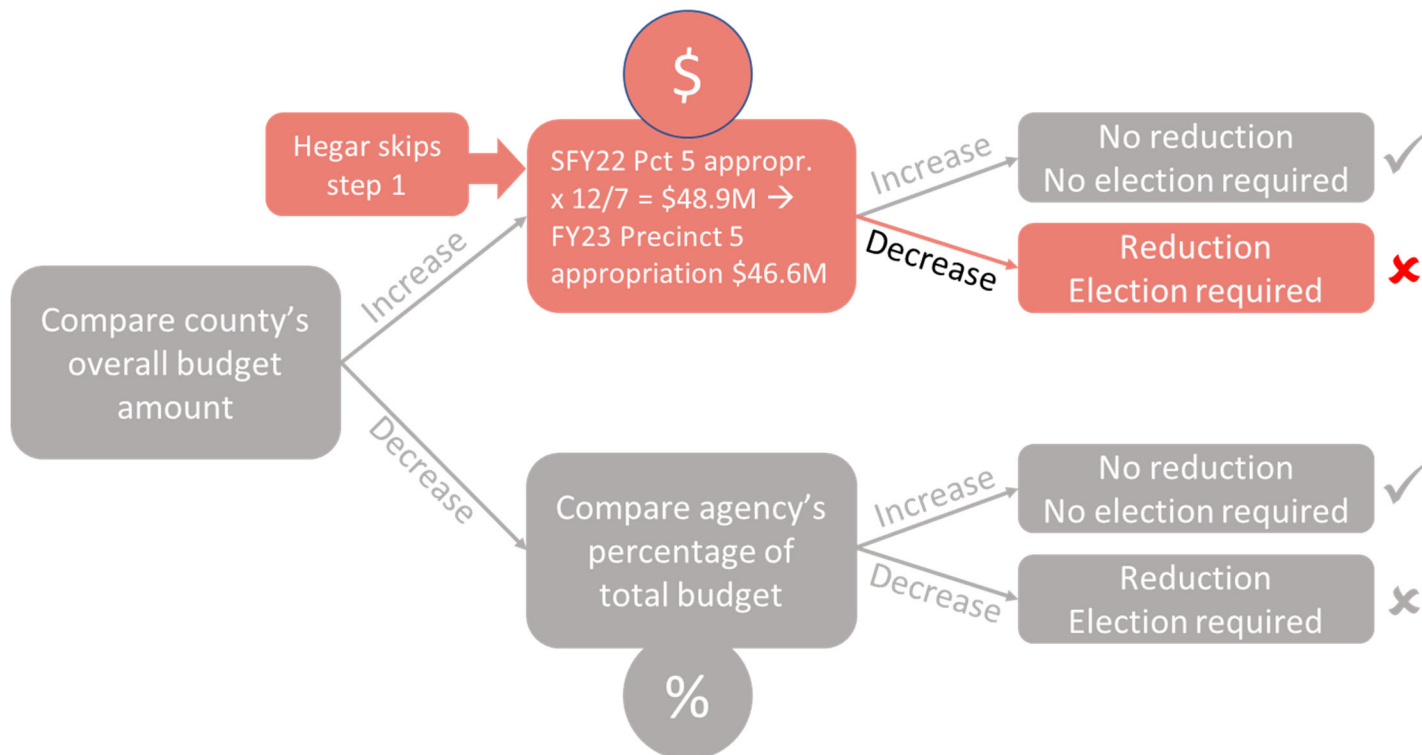 $
Hegar skips
step 1
SFY22 Pct 5 appropr.
x 12/7 = $48.9M →
FY23 Precinct 5
appropriation $46.6M
Increase
No reduction
No election required
Decrease
Reduction
Election required
Increase
Compare county’s
overall budget
amount
Decrease
Compare agency’s
percentage of
total budget
Increase
No reduction
No election required
Decrease
Reduction
Election required
%